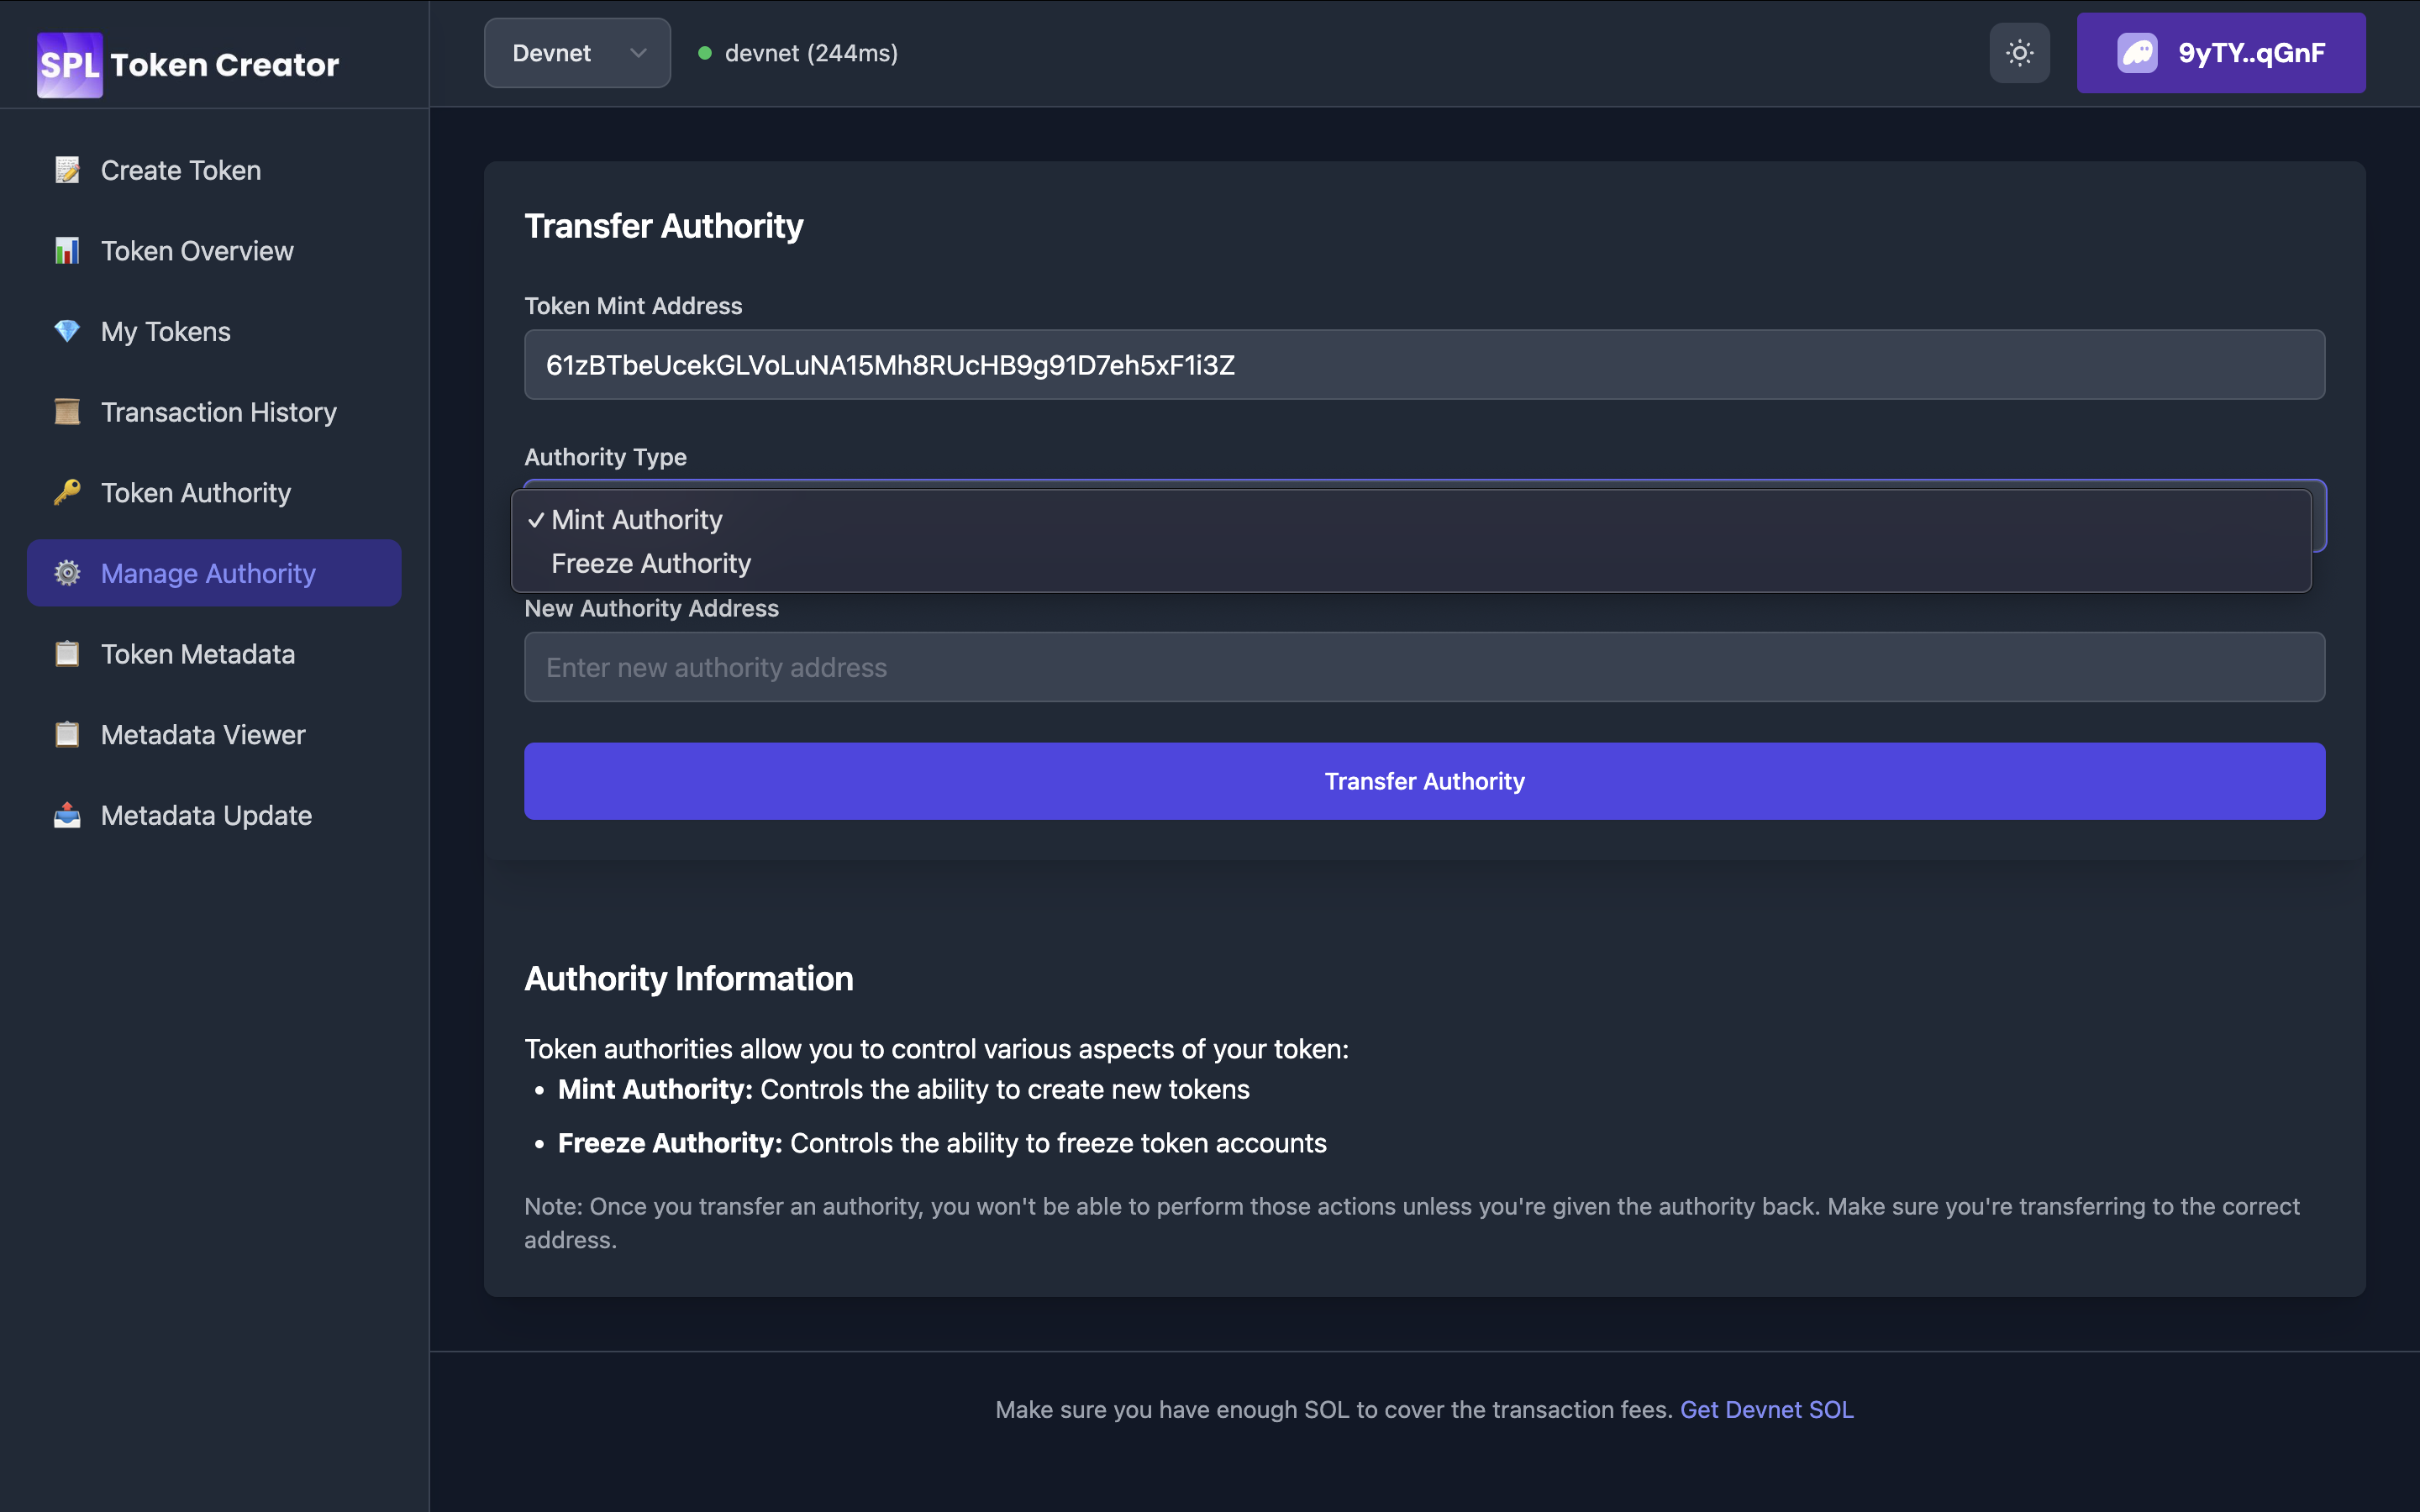 SPL Token Creator
Create Token
Token Overview
My Tokens
Transaction History
Token Authority
Manage Authority
Token Metadata
Metadata Viewer
Metadata Update
Devnet
devnet (244ms)
9yTY..qGnF
Transfer Authority
Token Mint Address
61zBTbeUcekGLVoLuNA15Mh8RUcHB9g91D7eh5xF1i3Z
Authority Type
✓ Mint Authority
Freeze Authority
New Authority Address
Enter new authority address
Transfer Authority
Authority Information
Token authorities allow you to control various aspects of your token:
• Mint Authority: Controls the ability to create new tokens
• Freeze Authority: Controls the ability to freeze token accounts
Note: Once you transfer an authority, you won't be able to perform those actions unless you're given the authority back. Make sure you're transferring to the correct
address.
Make sure you have enough SOL to cover the transaction fees. Get Devnet SOL